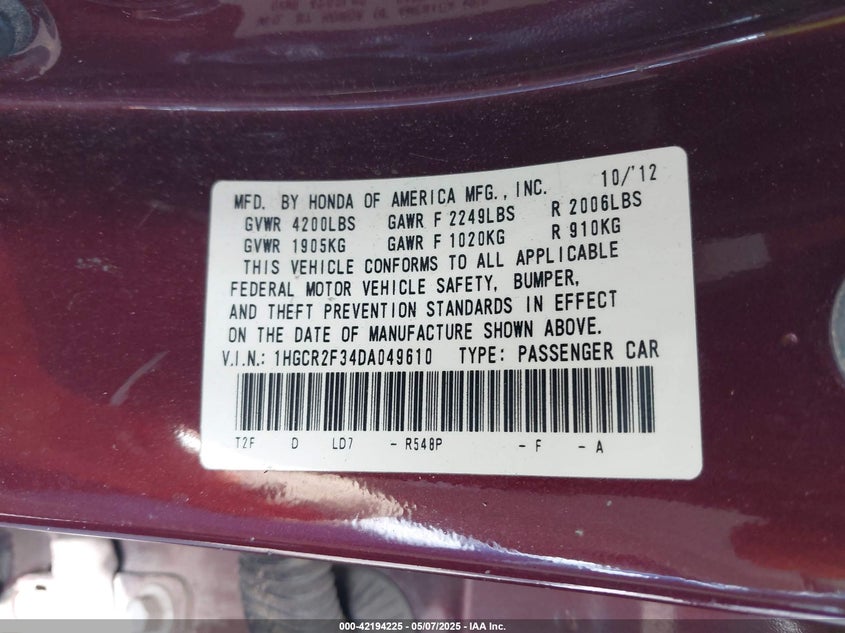 MFD. BY HONDA OF AMERICA MFG., INC. 10/'12
GVWR 4200LBS GAWR F 2249LBS R 2006LBS
GVWR 1905KG GAWR F 1020KG R 910KG
THIS VEHICLE CONFORMS TO ALL APPLICABLE
FEDERAL MOTOR VEHICLE SAFETY, BUMPER,
AND THEFT PREVENTION STANDARDS IN EFFECT
ON THE DATE OF MANUFACTURE SHOWN ABOVE.
V.I.N.: 1HGCR2F34DA049610 TYPE: PASSENGER CAR
T2F D LD7 - R548P - F - A
000-42194225 - 05/07/2025 - IAA Inc.